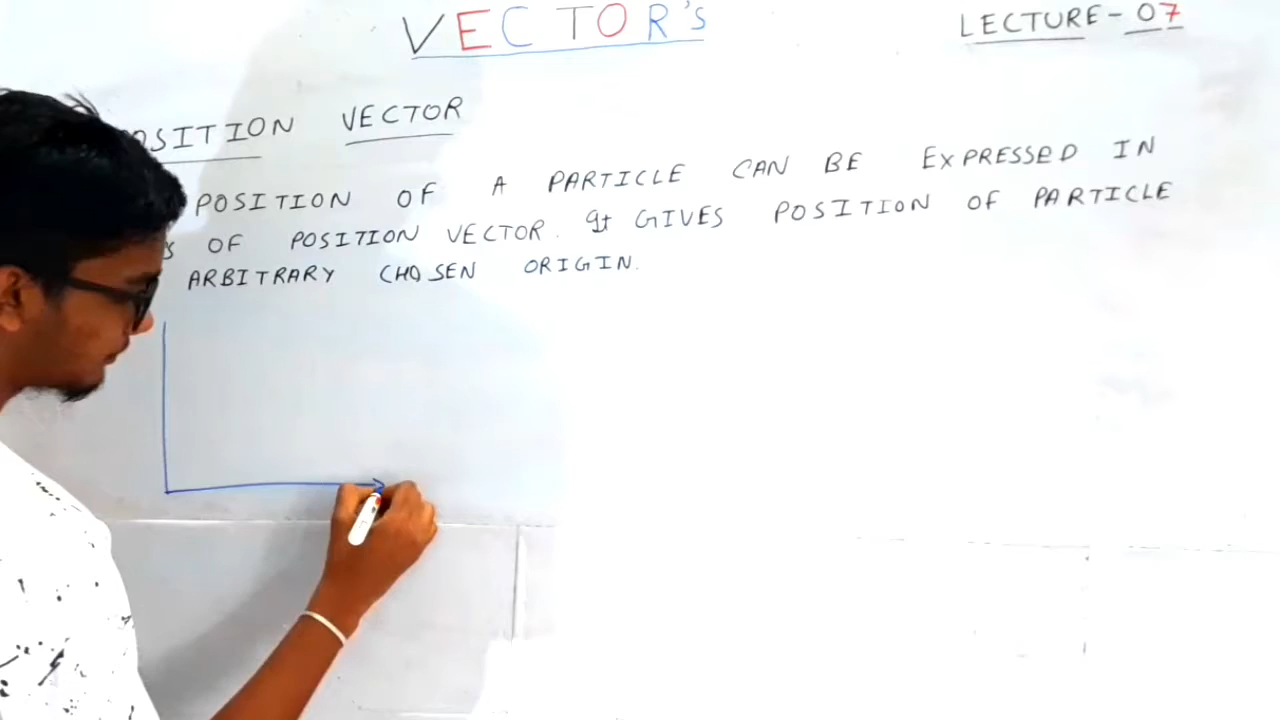 VECTOR's
LECTURE-07
OSITION VECTOR
POSITION OF A PARTICLE CAN BE EXPRESSED IN
OF POSITION VECTOR. It GIVES POSITION OF PARTICLE
ARBITRARY CHOSEN ORIGIN.